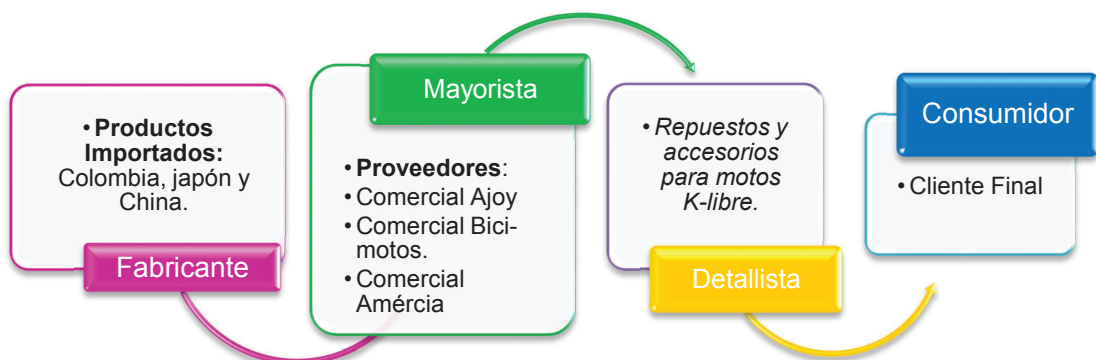 • Productos
Importados:
Colombia, japón y
China.
Fabricante
Mayorista
• Proveedores:
• Comercial Ajoy
• Comercial Bici-
motos.
• Comercial
Amércia
• Repuestos y
accesorios
para motos
K-libre.
Detallista
Consumidor
• Cliente Final